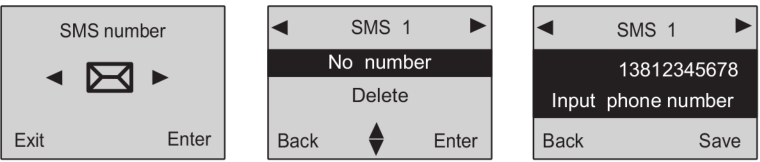 SMS number
Exit Enter
SMS 1
No number
Delete
Back Enter
SMS 1
13812345678
Input phone number
Back Save